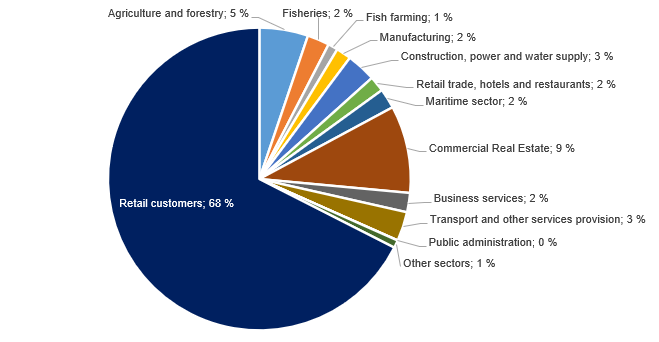 Agriculture and forestry; 5 %
Fisheries; 2 %
Fish farming; 1 %
Manufacturing; 2 %
Construction, power and water supply; 3 %
Retail trade, hotels and restaurants; 2 %
Maritime sector; 2 %
Commercial Real Estate; 9 %
Business services; 2 %
Transport and other services provision; 3 %
Public administration; 0 %
Other sectors; 1 %
Retail customers; 68 %